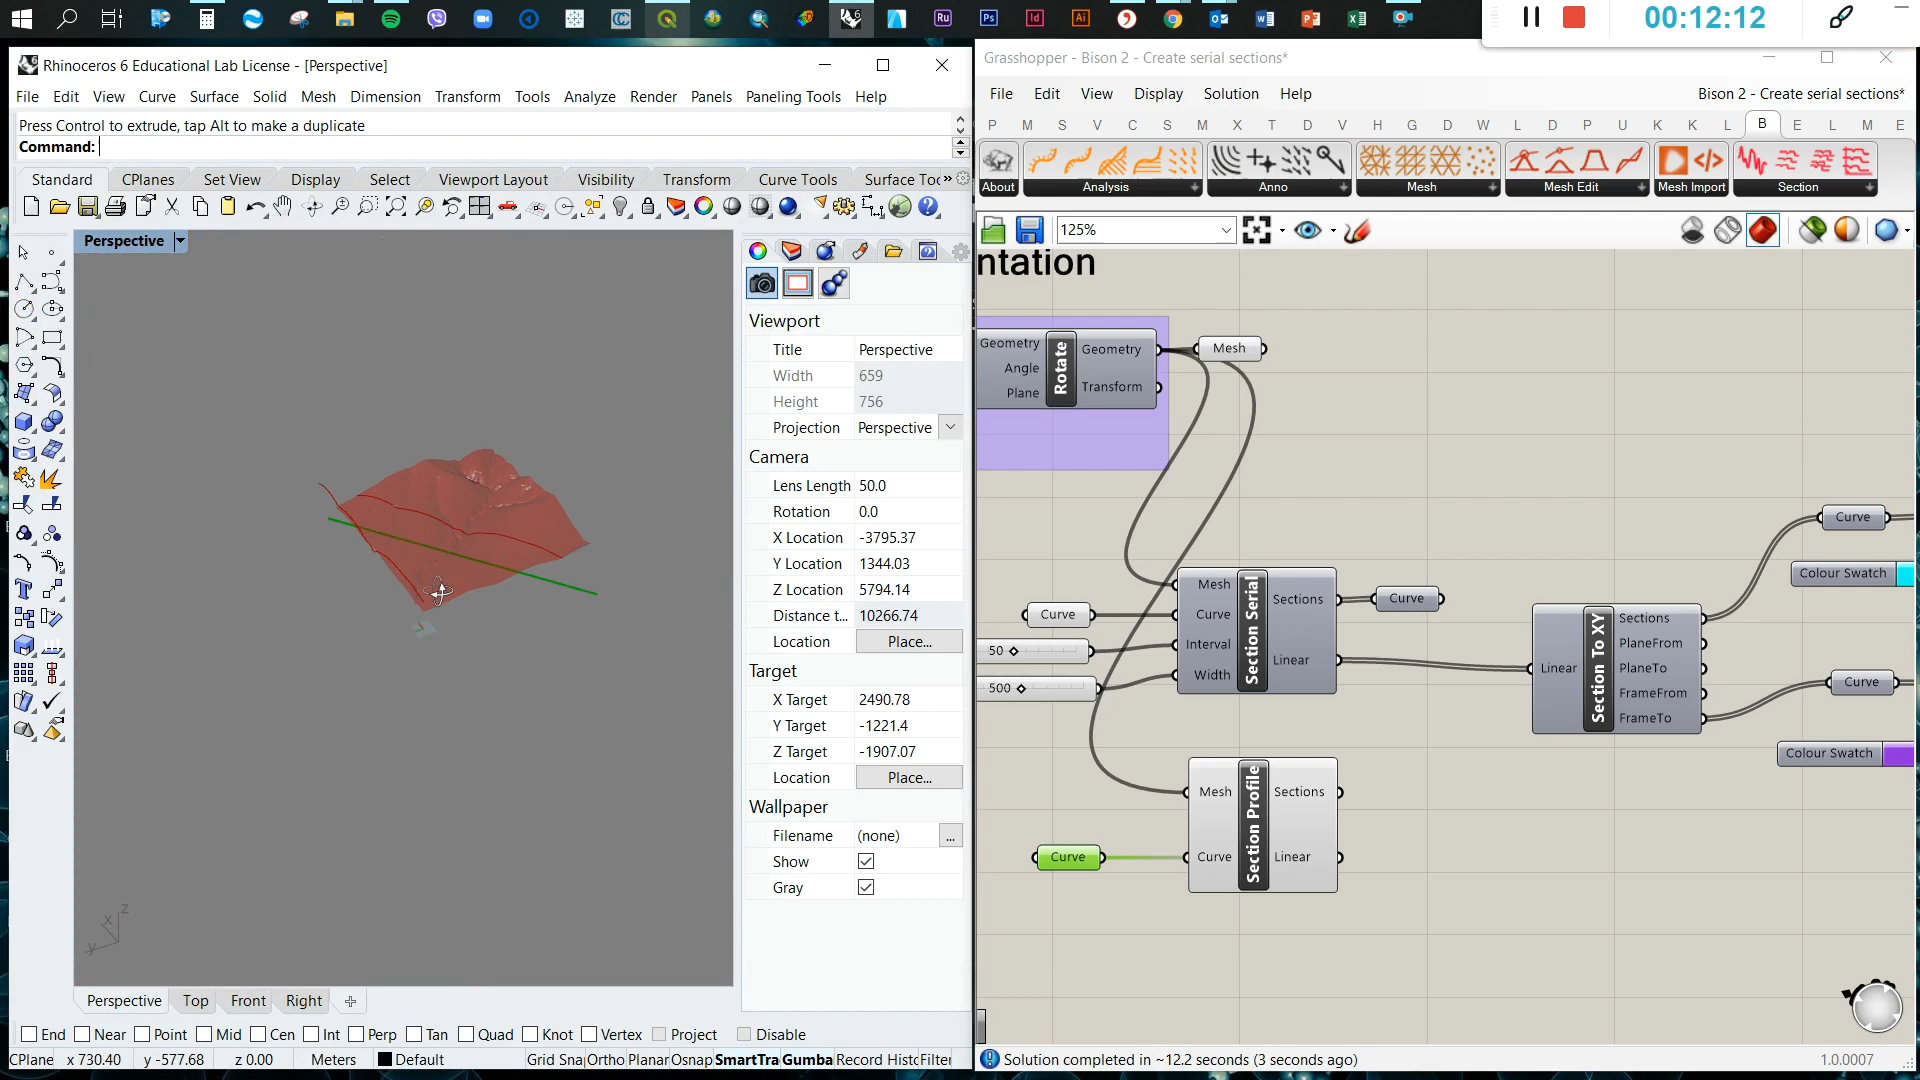 00:12:12
Rhinoceros 6 Educational Lab License - [Perspective]
File Edit View Curve Surface Solid Mesh Dimension Transform Tools Analyze Render Panels Paneling Tools Help
Press Control to extrude, tap Alt to make a duplicate
Command:
Standard CPlanes Set View Display Select Viewport Layout Visibility Transform Curve Tools Surface Toc »
Perspective
Viewport
Title Perspective
Width 659
Height 756
Projection Perspective
Camera
Lens Length 50.0
Rotation 0.0
X Location -3795.37
Y Location 1344.03
Z Location 5794.14
Distance t... 10266.74
Location Place...
Target
X Target 2490.78
Y Target -1221.4
Z Target -1907.07
Location Place...
Wallpaper
Filename (none) ...
Show
Gray
z
x
y
Perspective Top Front Right
End Near Point Mid Cen Int Perp Tan Quad Knot Vertex Project Disable
CPlane x 730.40 y -577.68 z 0.00 Meters Default Grid Sna Ortho Planar Osnap SmartTra Gumba Record Histo Filter
Grasshopper - Bison 2 - Create serial sections*
File Edit View Display Solution Help Bison 2 - Create serial sections*
P M S V C S M X T D V H G D W L D P U K K L B E L M E
About Analysis Anno Mesh Mesh Edit Mesh Import Section
125%
ntation
Geometry
Angle
Plane
Rotate
Geometry
Transform
Mesh
Curve
50
500
Mesh
Curve
Interval
Width
Section Serial
Sections
Linear
Curve
Linear
Section To XY
Sections
PlaneFrom
PlaneTo
FrameFrom
FrameTo
Curve
Colour Swatch
Curve
Colour Swatch
Curve
Mesh
Curve
Section Profile
Sections
Linear
Solution completed in ~12.2 seconds (3 seconds ago) 1.0.0007